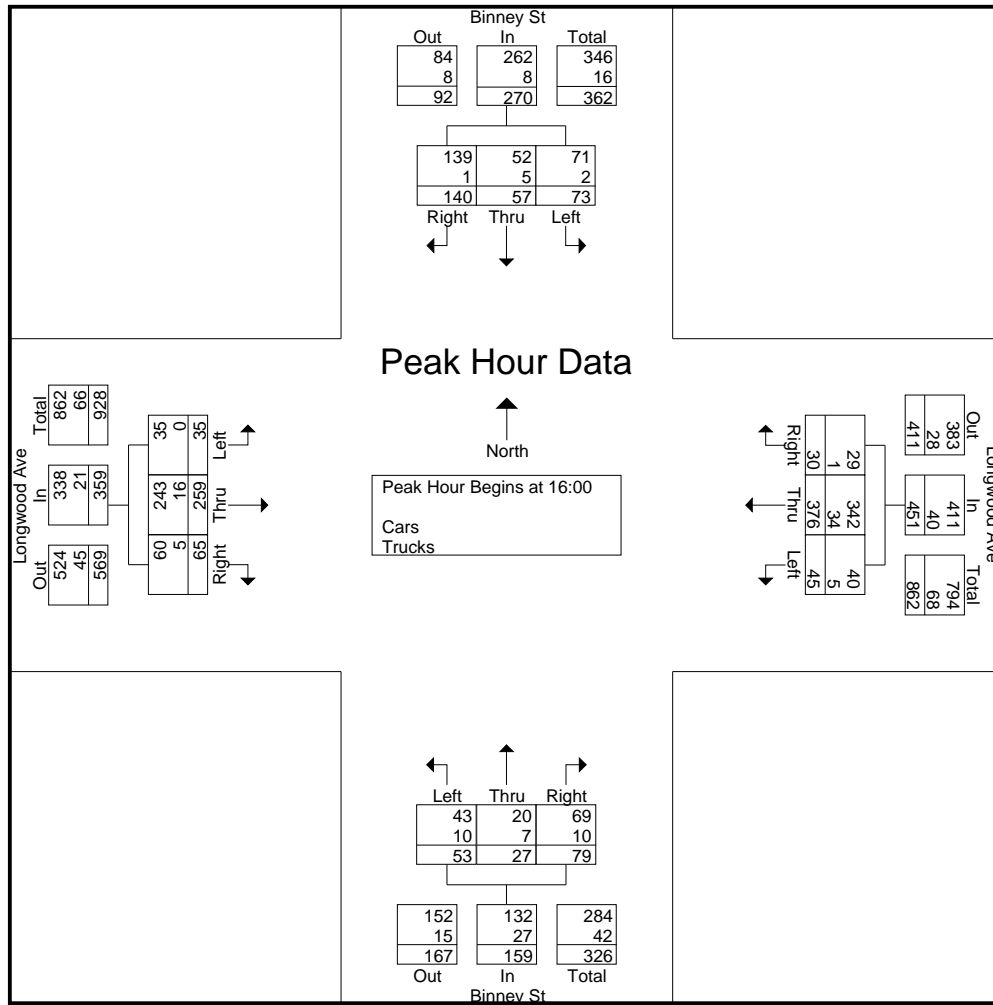 Binney St
Out In Total
84 262 346
8 8 16
92 270 362
139 52 71
1 5 2
140 57 73
Right Thru Left
Peak Hour Data
North
Peak Hour Begins at 16:00
Cars
Trucks
Longwood Ave
Total In Out
862 338 524
66 21 45
928 359 569
35 243 60
0 16 5
35 259 65
Left Thru Right
Right Thru Left
30 376 45
1 34 5
29 342 40
411 451 862
28 40 68
383 411 794
Out In Total
Longwood Ave
Left Thru Right
43 20 69
10 7 10
53 27 79
152 132 284
15 27 42
167 159 326
Out In Total
Binney St